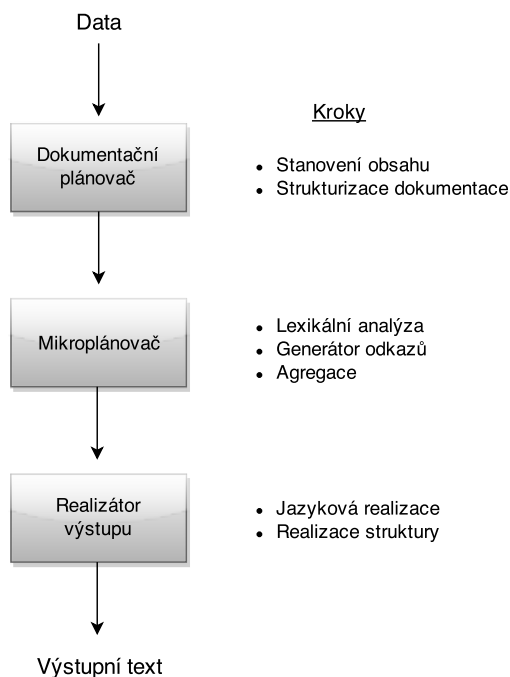 Data
Kroky
Dokumentační
plánovač
• Stanovení obsahu
• Strukturizace dokumentace
Mikroplánovač
• Lexikální analýza
• Generátor odkazů
• Agregace
Realizátor
výstupu
• Jazyková realizace
• Realizace struktury
Výstupní text